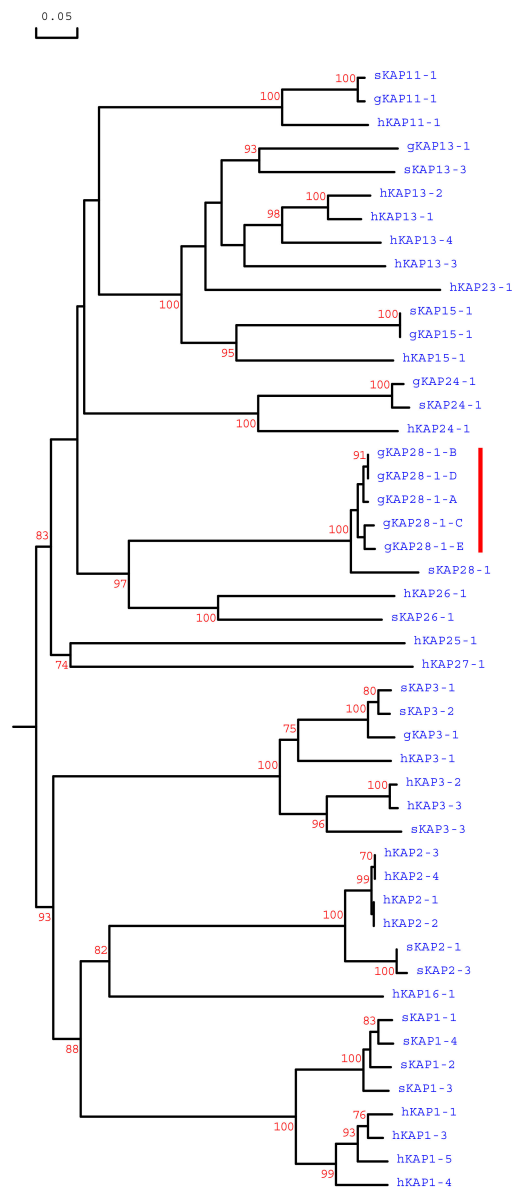 0.05
100 sKAP11-1
100 gKAP11-1
hKAP11-1
93 gKAP13-1
sKAP13-3
100 hKAP13-2
98 hKAP13-1
hKAP13-4
hKAP13-3
hKAP23-1
100
100 sKAP15-1
gKAP15-1
95 hKAP15-1
100 gKAP24-1
sKAP24-1
100 hKAP24-1
91 gKAP28-1-B
gKAP28-1-D
gKAP28-1-A
100 gKAP28-1-C
83 gKAP28-1-E
sKAP28-1
97
hKAP26-1
100 sKAP26-1
hKAP25-1
74 hKAP27-1
80 sKAP3-1
100 sKAP3-2
75 gKAP3-1
hKAP3-1
100
100 hKAP3-2
hKAP3-3
96 sKAP3-3
70 hKAP2-3
99 hKAP2-4
hKAP2-1
93 100 hKAP2-2
82 sKAP2-1
100 sKAP2-3
hKAP16-1
83 sKAP1-1
88 sKAP1-4
100 sKAP1-2
sKAP1-3
76 hKAP1-1
100 93 hKAP1-3
hKAP1-5
99 hKAP1-4